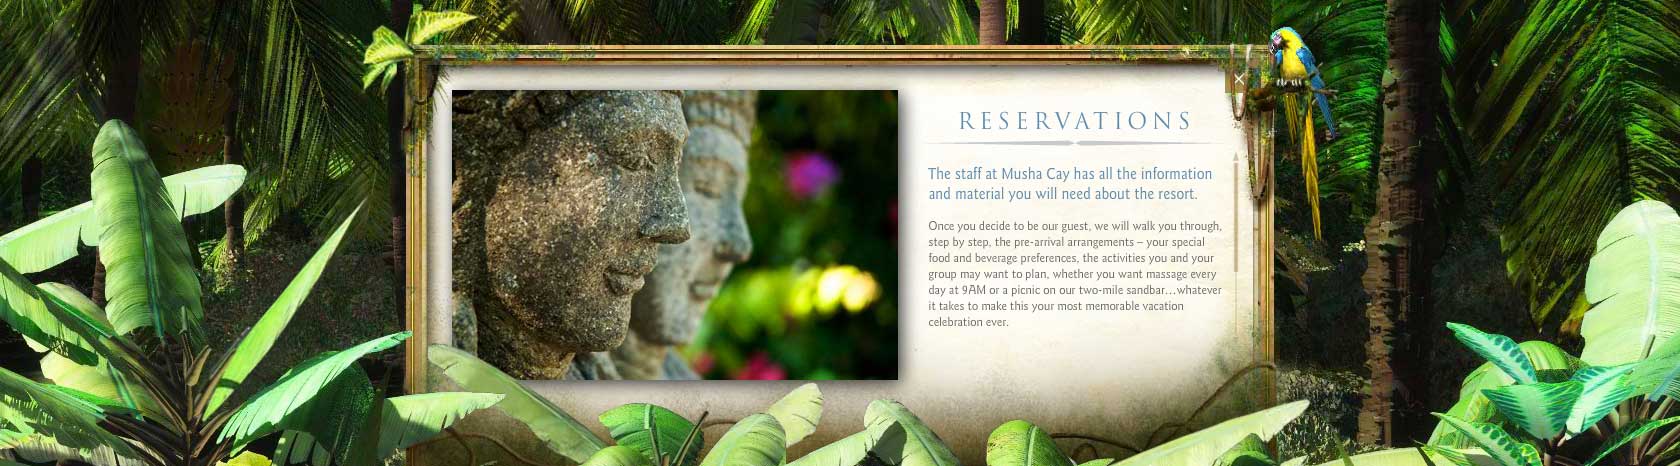 RESERVATIONS
The staff at Musha Cay has all the information
and material you will need about the resort.
Once you decide to be our guest, we will walk you through,
step by step, the pre-arrival arrangements – your special
food and beverage preferences, the activities you and your
group may want to plan, whether you want massage every
day at 9AM or a picnic on our two-mile sandbar…whatever
it takes to make this your most memorable vacation
celebration ever.